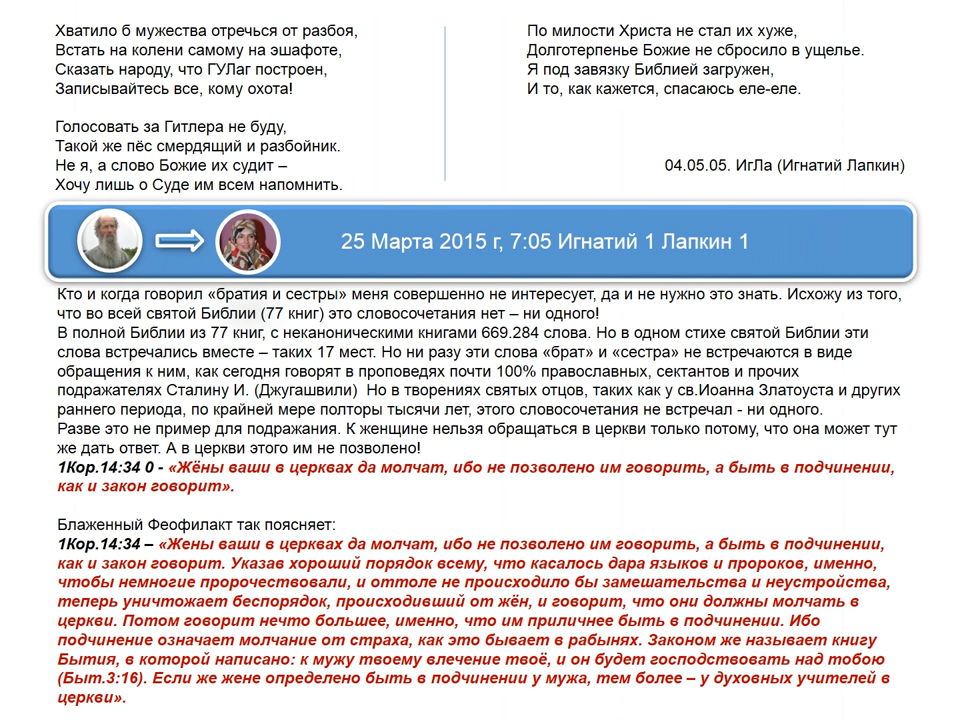 Хватило б мужества отречься от разбоя,
Встать на колени самому на эшафоте,
Сказать народу, что ГУЛаг построен,
Записывайтесь все, кому охота!
Голосовать за Гитлера не буду,
Такой же пёс смердящий и разбойник.
Не я, а слово Божие их судит –
Хочу лишь о Суде им всем напомнить.
По милости Христа не стал их хуже,
Долготерпенье Божие не сбросило в ущелье.
Я под завязку Библией загружен,
И то, как кажется, спасаюсь еле-еле.
04.05.05. ИгЛа (Игнатий Лапкин)
25 Марта 2015 г, 7:05 Игнатий 1 Лапкин 1
Кто и когда говорил «братия и сестры» меня совершенно не интересует, да и не нужно это знать. Исхожу из того,
что во всей святой Библии (77 книг) это словосочетания нет – ни одного!
В полной Библии из 77 книг, с неканоническими книгами 669.284 слова. Но в одном стихе святой Библии эти
слова встречались вместе – таких 17 мест. Но ни разу эти слова «брат» и «сестра» не встречаются в виде
обращения к ним, как сегодня говорят в проповедях почти 100% православных, сектантов и прочих
подражателях Сталину И. (Джугашвили)  Но в творениях святых отцов, таких как у св.Иоанна Златоуста и других
раннего периода, по крайней мере полторы тысячи лет, этого словосочетания не встречал - ни одного.
Разве это не пример для подражания. К женщине нельзя обращаться в церкви только потому, что она может тут
же дать ответ. А в церкви этого им не позволено!
1Кор.14:34 0 - «Жёны ваши в церквах да молчат, ибо не позволено им говорить, а быть в подчинении,
как и закон говорит».
Блаженный Феофилакт так поясняет:
1Кор.14:34 – «Жены ваши в церквах да молчат, ибо не позволено им говорить, а быть в подчинении,
как и закон говорит. Указав хороший порядок всему, что касалось дара языков и пророков, именно,
чтобы немногие пророчествовали, и оттоле не происходило бы замешательства и неустройства,
теперь уничтожает беспорядок, происходивший от жён, и говорит, что они должны молчать в
церкви. Потом говорит нечто большее, именно, что им приличнее быть в подчинении. Ибо
подчинение означает молчание от страха, как это бывает в рабынях. Законом же называет книгу
Бытия, в которой написано: к мужу твоему влечение твоё, и он будет господствовать над тобою
(Быт.3:16). Если же жене определено быть в подчинении у мужа, тем более – у духовных учителей в
церкви».